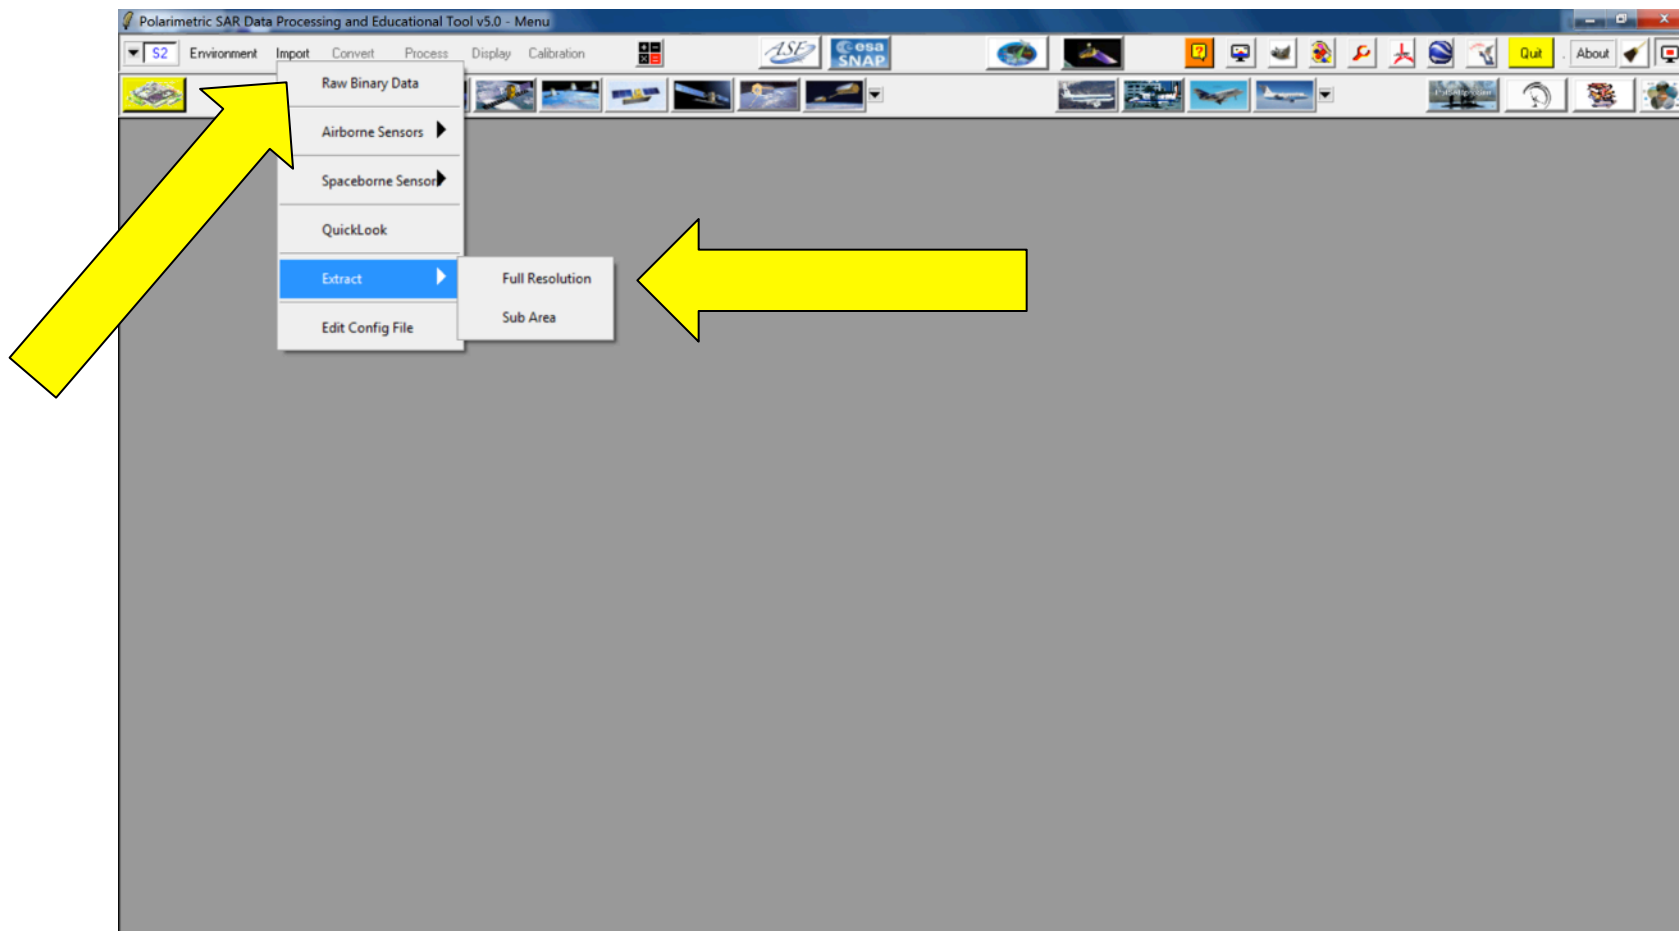 Polarimetric SAR Data Processing and Educational Tool v5.0 - Menu
S2 Environment Import Convert Process Display Calibration
ASF esa SNAP
Quit . About
Raw Binary Data
Airborne Sensors
Spaceborne Sensor
QuickLook
Extract
Full Resolution
Sub Area
Edit Config File